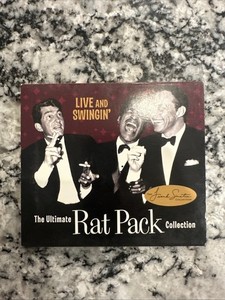 LIVE AND
SWINGIN'
The Ultimate Rat Pack Collection
Frank Sinatra